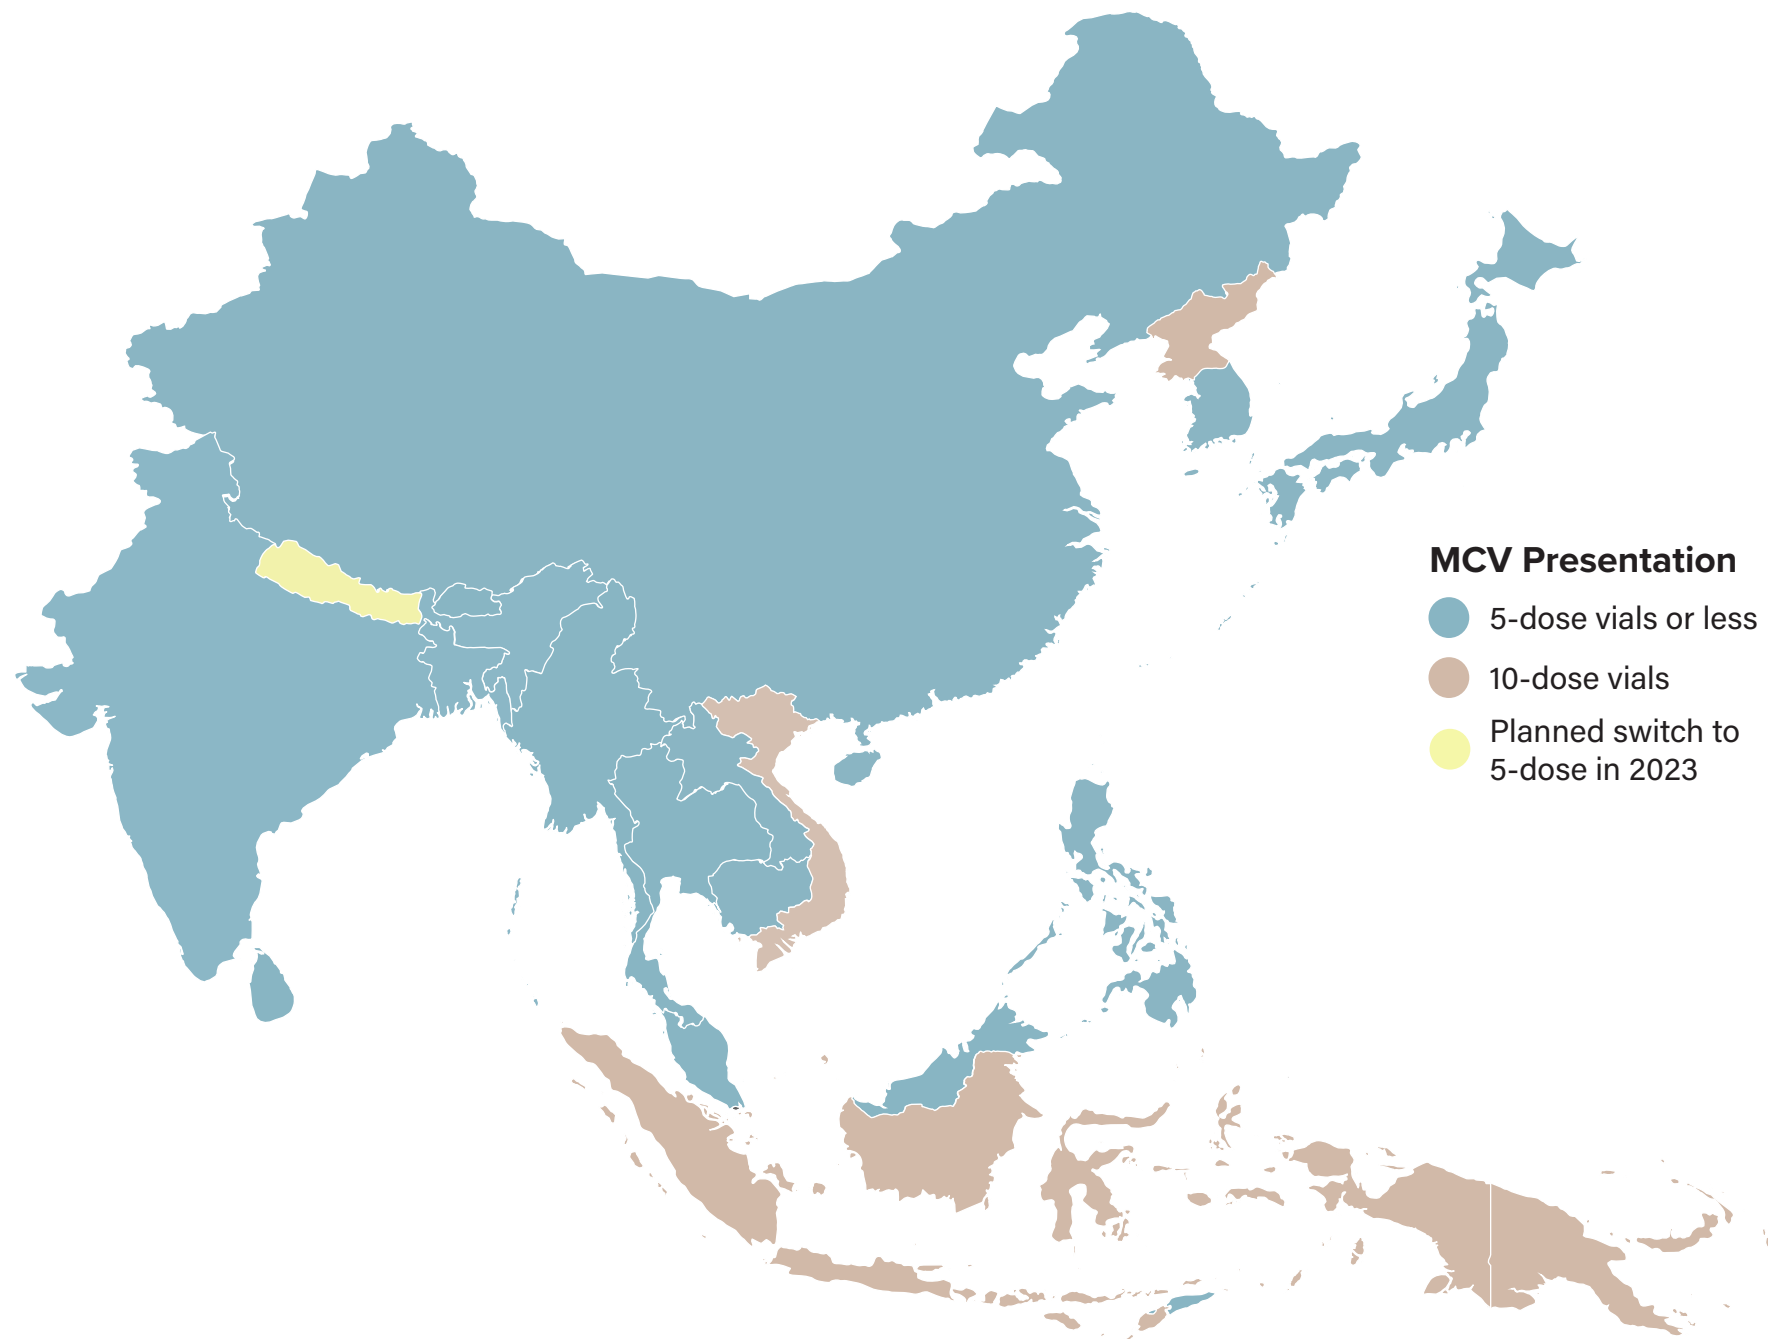 MCV Presentation
5-dose vials or less
10-dose vials
Planned switch to
5-dose in 2023